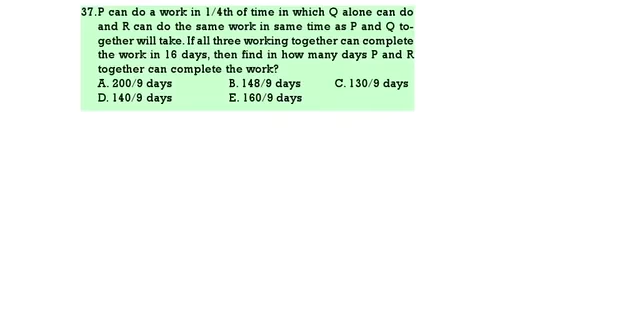 37.P can do a work in 1/4th of time in which Q alone can do
and R can do the same work in same time as P and Q to-
gether will take. If all three working together can complete
the work in 16 days, then find in how many days P and R
together can complete the work?
A. 200/9 days B. 148/9 days C. 130/9 days
D. 140/9 days E. 160/9 days